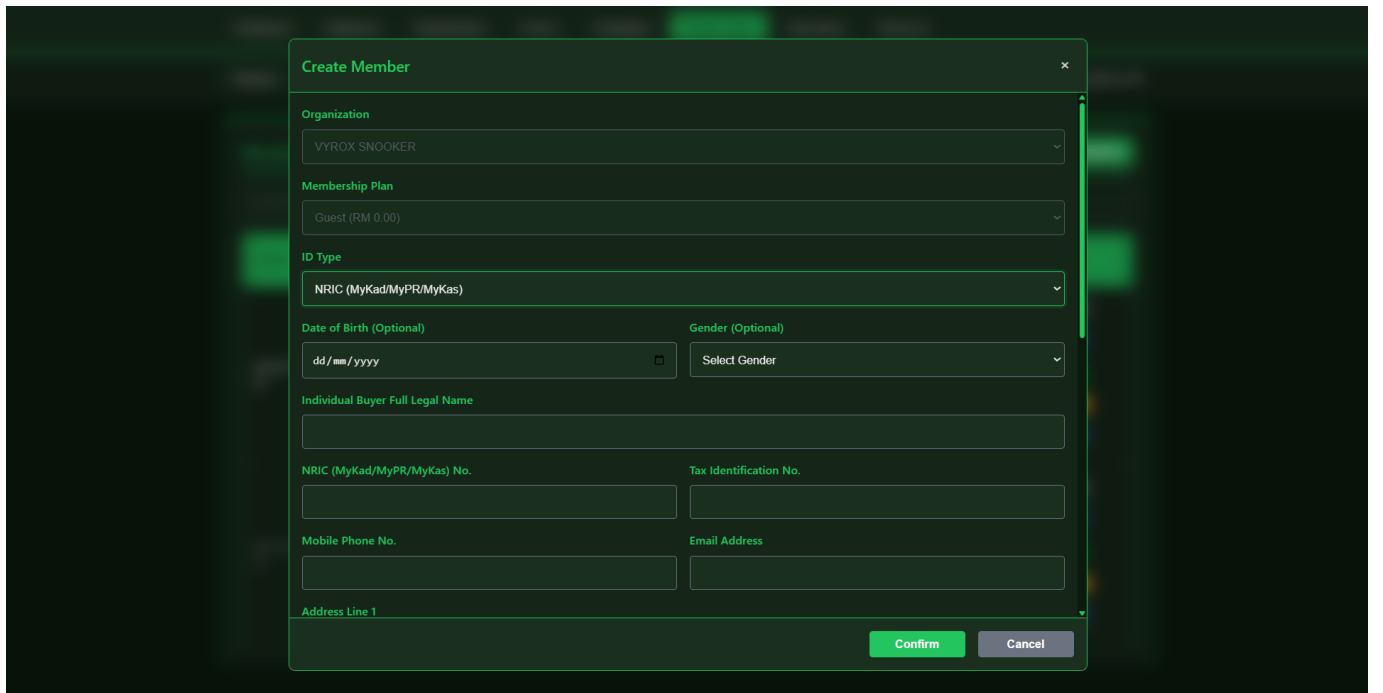 Create Member
×
Organization
VYROX SNOOKER
Membership Plan
Guest (RM 0.00)
ID Type
NRIC (MyKad/MyPR/MyKas)
Date of Birth (Optional)
Gender (Optional)
dd/mm/yyyy
Select Gender
Individual Buyer Full Legal Name
NRIC (MyKad/MyPR/MyKas) No.
Tax Identification No.
Mobile Phone No.
Email Address
Address Line 1
Confirm
Cancel